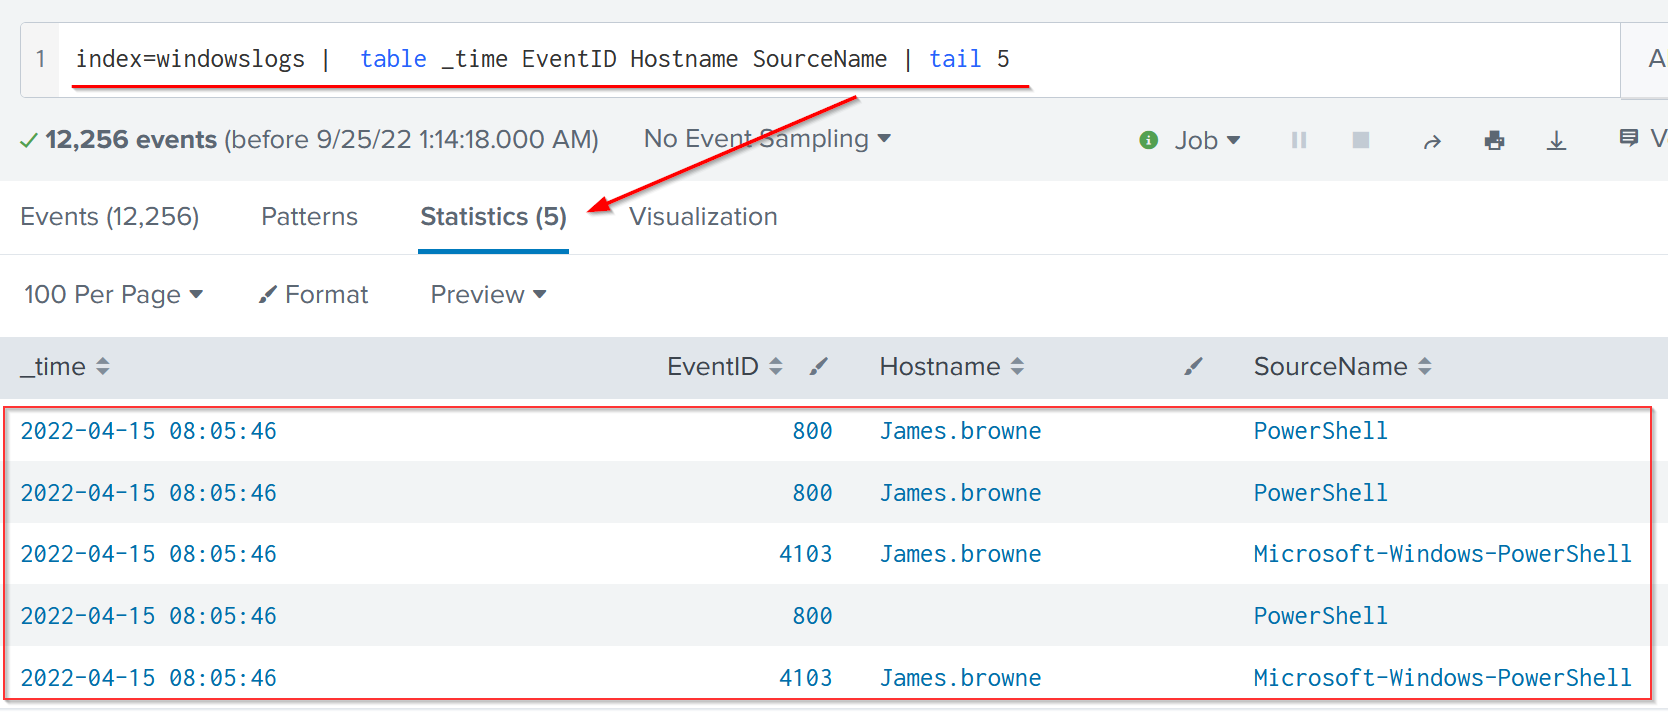 1 index=windowslogs | table _time EventID Hostname SourceName | tail 5
A
12,256 events (before 9/25/22 1:14:18.000 AM) No Event Sampling Job V
Events (12,256) Patterns Statistics (5) Visualization
100 Per Page Format Preview
_time EventID Hostname SourceName
2022-04-15 08:05:46 800 James.browne PowerShell
2022-04-15 08:05:46 800 James.browne PowerShell
2022-04-15 08:05:46 4103 James.browne Microsoft-Windows-PowerShell
2022-04-15 08:05:46 800 PowerShell
2022-04-15 08:05:46 4103 James.browne Microsoft-Windows-PowerShell